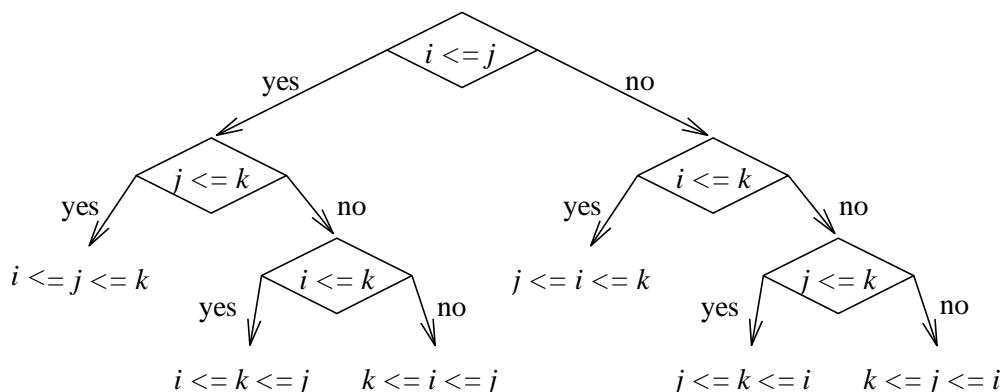 i <= j
yes
no
j <= k
i <= k
yes
no
yes
no
i <= j <= k
i <= k
j <= i <= k
j <= k
yes
no
yes
no
i <= k <= j
k <= i <= j
j <= k <= i
k <= j <= i